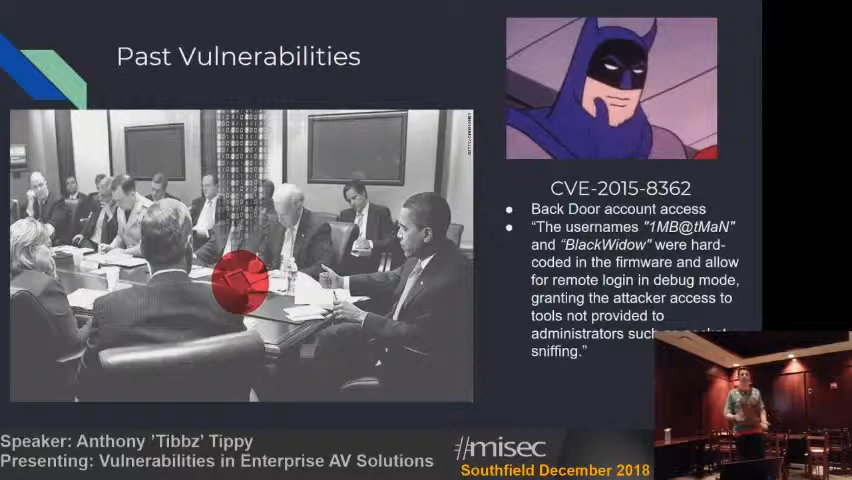 Past Vulnerabilities
CVE-2015-8362
● Back Door account access
● “The usernames "1MB@tMaN"
and “BlackWidow" were hard-
coded in the firmware and allow
for remote login in debug mode,
granting the attacker access to
tools not provided to
administrators such
sniffing.”
Speaker: Anthony 'Tibbz' Tippy
Presenting: Vulnerabilities in Enterprise AV Solutions
//misec
Southfield December 2018